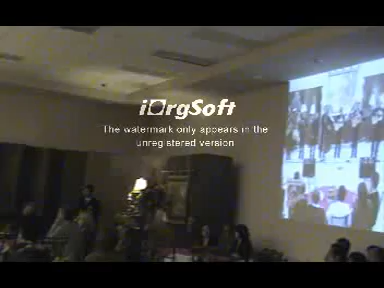 iOrgSoft
The watermark only appears in the
unregistered version